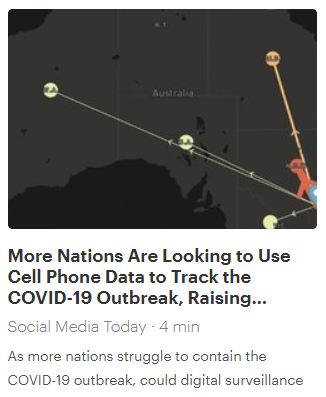 Australia
More Nations Are Looking to Use
Cell Phone Data to Track the
COVID-19 Outbreak, Raising...
Social Media Today · 4 min
As more nations struggle to contain the
COVID-19 outbreak, could digital surveillance